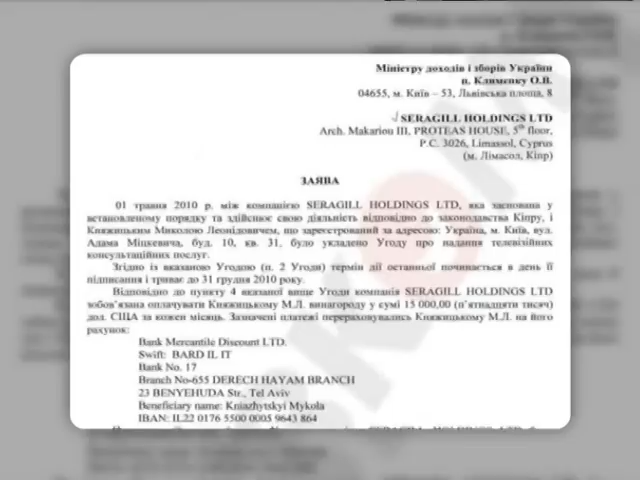 Міністру доходів і зборів України
п. Клименку О.В.
04655, м. Київ – 53, Львівська площа, 8
SERAGILL HOLDINGS LTD
Arch. Makariou III, PROTEAS HOUSE, 5th floor,
P.C. 3026, Limassol, Cyprus
(м. Лімасол, Кіпр)
ЗАЯВА
01 травня 2010 р. між компанією SERAGILL HOLDINGS LTD, яка заснована у
встановленому порядку та здійснює свою діяльність відповідно до законодавства Кіпру, і
Княжицьким Миколою Леонідовичем, що зареєстрований за адресою: Україна, м. Київ, вул.
Адама Міцкевича, буд. 10, кв. 31, було укладено Угоду про надання телевізійних
консультаційних послуг.
Згідно із вказаною Угодою (п. 2 Угоди) термін дії останньої починається в день її
підписання і триває до 31 грудня 2010 року.
Відповідно до пункту 4 вказаної вище Угоди компанія SERAGILL HOLDINGS LTD
зобов'язана оплачувати Княжицькому М.Л. винагороду у сумі 15 000,00 (п'ятнадцяти тисяч)
дол. США за кожен місяць. Зазначені платежі перераховувались Княжицькому М.Л. на його
рахунок:
Bank Mercantile Discount LTD.
Swift: BARD IL IT
Bank No. 17
Branch No-655 DERECH HAYAM BRANCH
23 BENYEHUDA Str., Tel Aviv
Beneficiary name: Kniazhytskyi Mykola
IBAN: IL22 0176 5500 0005 9643 864